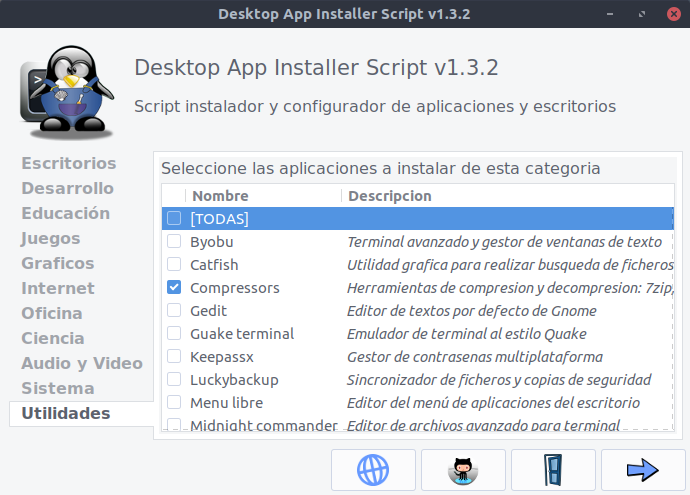 Desktop App Installer Script v1.3.2
Desktop App Installer Script v1.3.2
Script instalador y configurador de aplicaciones y escritorios
Escritorios
Desarrollo
Educación
Juegos
Graficos
Internet
Oficina
Ciencia
Audio y Video
Sistema
Utilidades
Seleccione las aplicaciones a instalar de esta categoria
Nombre Descripcion
[TODAS]
Byobu Terminal avanzado y gestor de ventanas de texto
Catfish Utilidad grafica para realizar busqueda de ficheros
Compressors Herramientas de compresion y decompresion: 7zip,
Gedit Editor de textos por defecto de Gnome
Guake terminal Emulador de terminal al estilo Quake
Keepassx Gestor de contrasenas multiplataforma
Luckybackup Sincronizador de ficheros y copias de seguridad
Menu libre Editor del menú de aplicaciones del escritorio
Midnight commander Editor de archivos avanzado para terminal